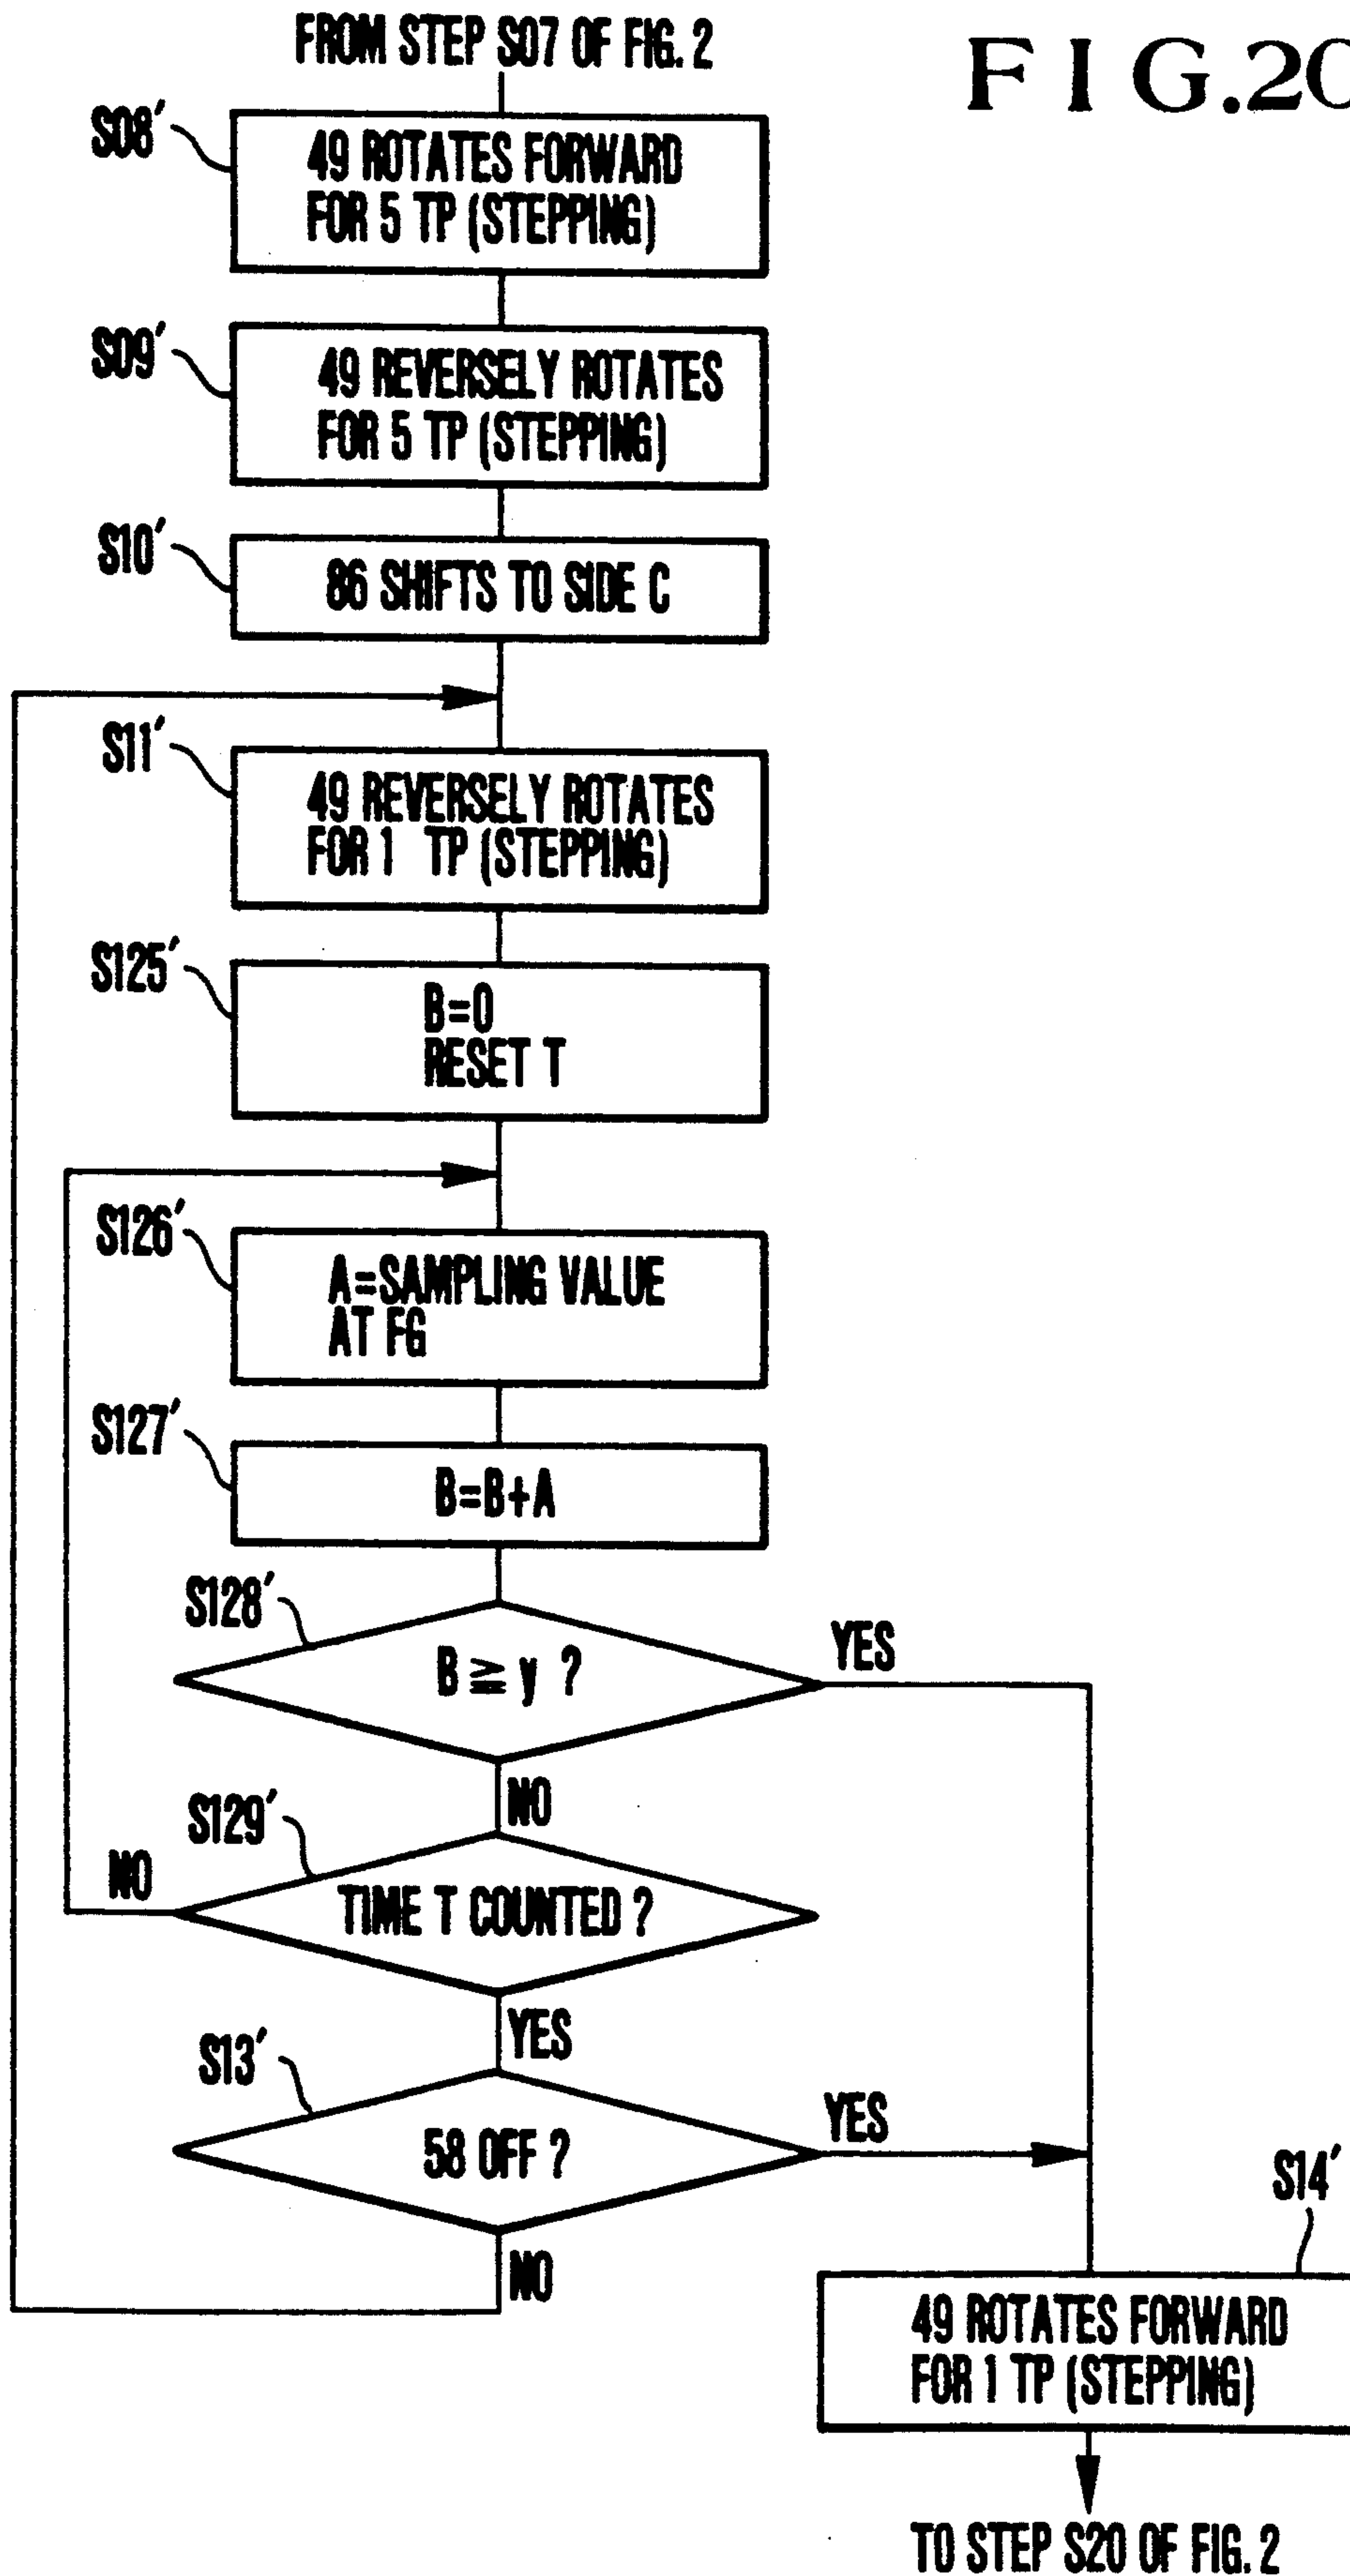 FROM STEP S07 OF FIG. 2
F I G.20
S08′
49 ROTATES FORWARD
FOR 5 TP (STEPPING)
S09′
49 REVERSELY ROTATES
FOR 5 TP (STEPPING)
S10′
86 SHIFTS TO SIDE C
S11′
49 REVERSELY ROTATES
FOR 1 TP (STEPPING)
S125′
B=0
RESET T
S126′
A=SAMPLING VALUE
AT FG
S127′
B=B+A
S128′
B ≧ y ?
YES
NO
S129′
NO
TIME T COUNTED ?
YES
S13′
58 OFF ?
YES
NO
S14′
49 ROTATES FORWARD
FOR 1 TP (STEPPING)
TO STEP S20 OF FIG. 2